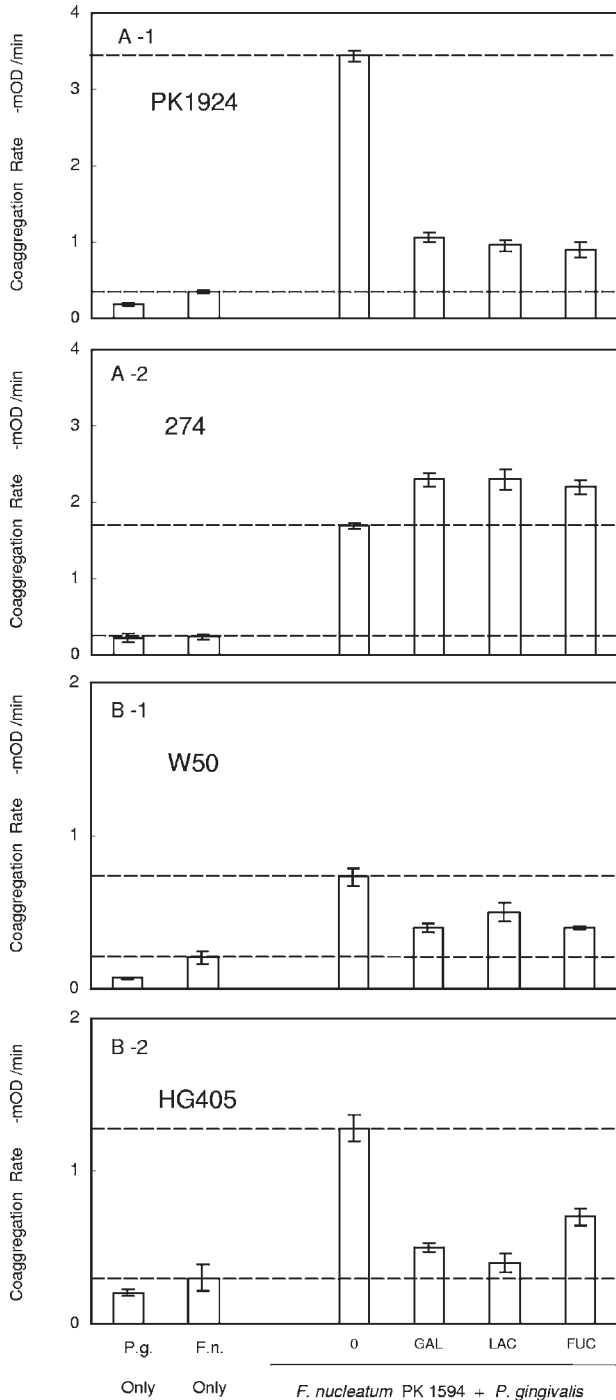 A -1
PK1924
Coaggregation Rate -mOD /min
4
3
2
1
0
A -2
274
Coaggregation Rate -mOD /min
4
3
2
1
0
B -1
W50
Coaggregation Rate -mOD /min
2
1
0
B -2
HG405
Coaggregation Rate -mOD /min
2
1
0
P.g. F.n. 0 GAL LAC FUC
Only Only F. nucleatum PK 1594 + P. gingivalis